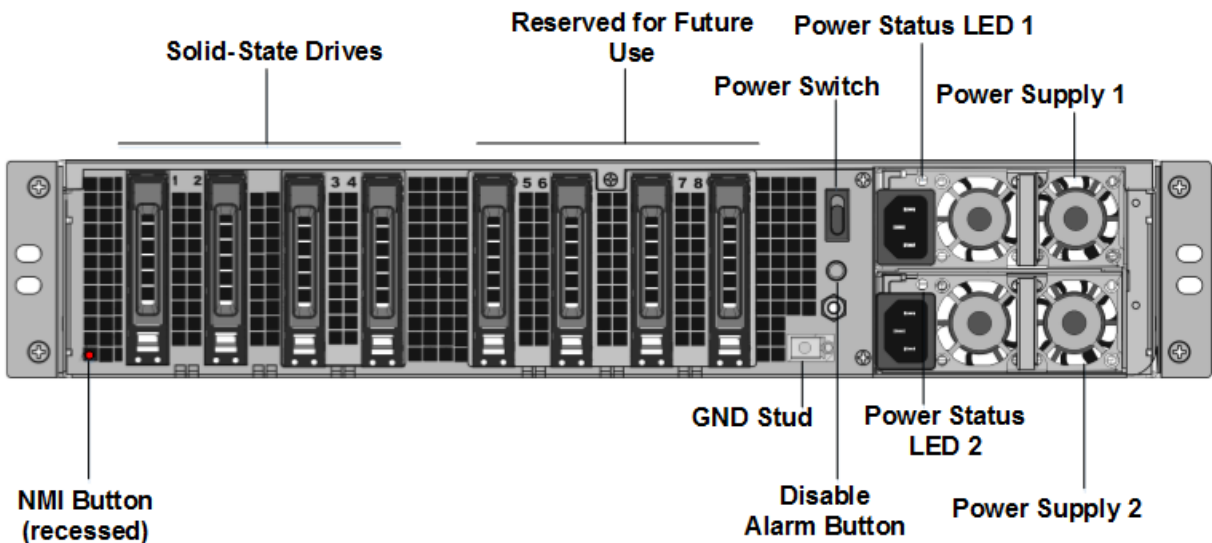 Solid-State Drives
Reserved for Future
Use
Power Status LED 1
Power Switch
Power Supply 1
1 2
3 4
5 6
7 8
GND Stud
Power Status
LED 2
NMI Button
(recessed)
Disable
Alarm Button
Power Supply 2